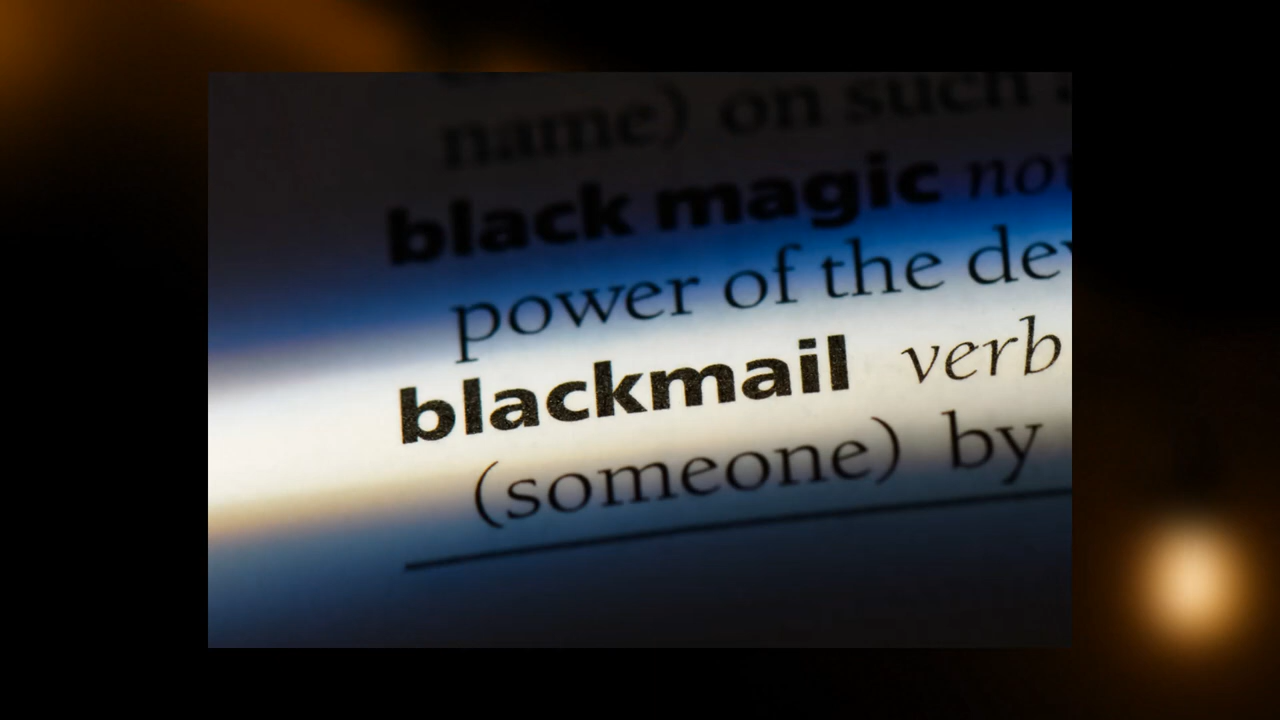 name) on such
black magic
power of the
blackmail verb
(someone) by